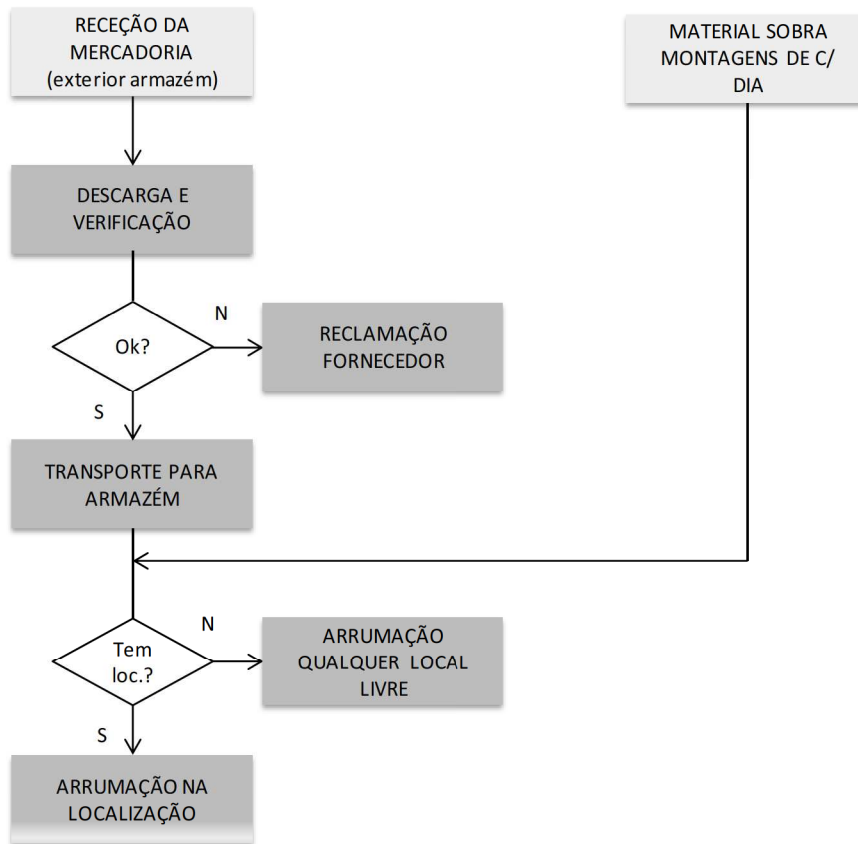 RECEÇÃO DA
MERCADORIA
(exterior armazém)
MATERIAL SOBRA
MONTAGENS DE C/
DIA
DESCARGA E
VERIFICAÇÃO
Ok?
N
RECLAMAÇÃO
FORNECEDOR
S
TRANSPORTE PARA
ARMAZÉM
Tem
loc.?
N
ARRUMAÇÃO
QUALQUER LOCAL
LIVRE
S
ARRUMAÇÃO NA
LOCALIZAÇÃO